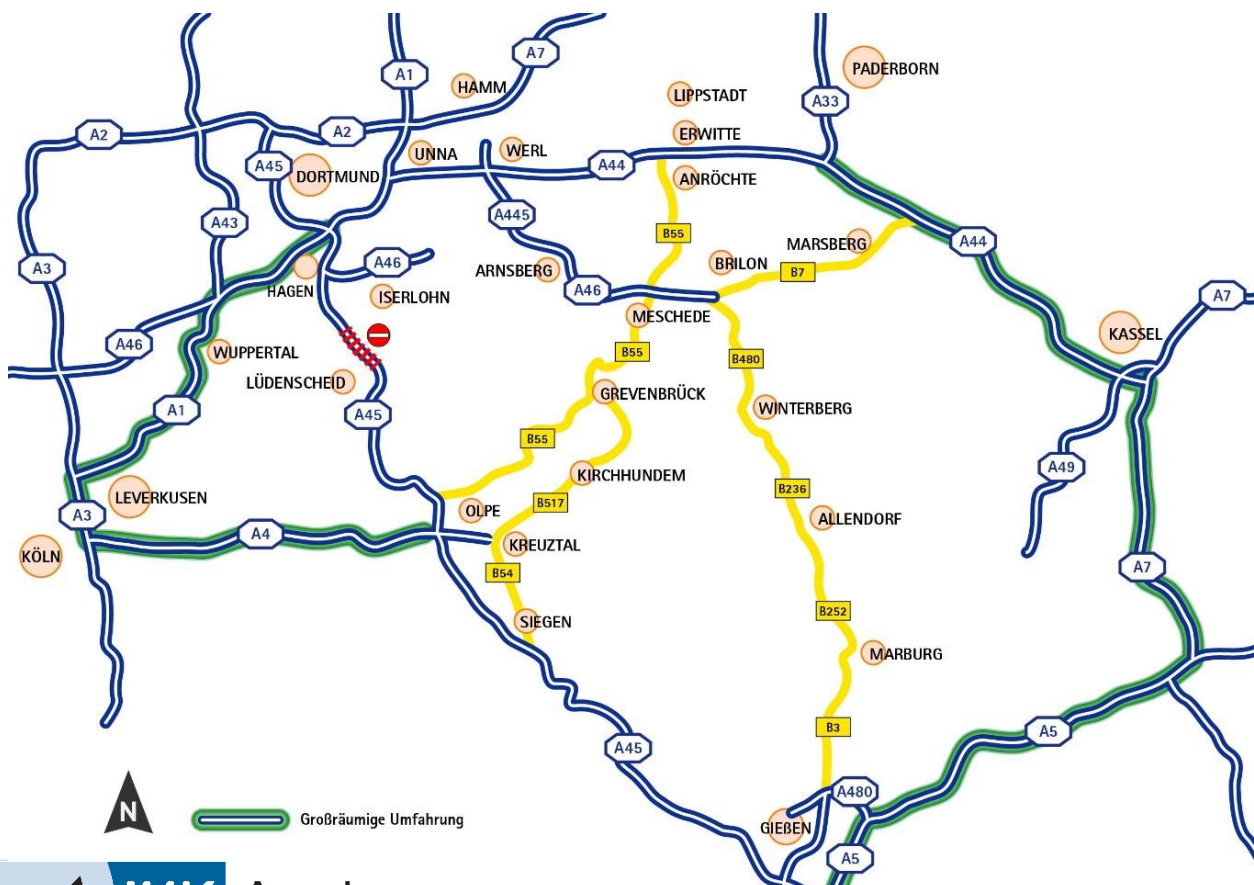 A7
A1
HAMM
PADERBORN
LIPPSTADT
A33
A2
A2
ERWITTE
UNNA
WERL
A45
DORTMUND
A44
ANRÖCHTE
A445
A43
B55
MARSBERG
A44
A3
A46
ARNSBERG
BRILON
B7
HAGEN
A46
ISERLOHN
A7
MESCHEDE
KASSEL
A46
WUPPERTAL
B55
B480
LÜDENSCHEID
GREVENBRÜCK
A1
A45
WINTERBERG
B55
A49
KIRCHHUNDEM
LEVERKUSEN
B236
B517
A3
OLPE
ALLENDORF
A4
KREUZTAL
KÖLN
B54
A7
B252
SIEGEN
MARBURG
B3
A5
A45
A480
N
Großräumige Umfahrung
GIEßEN
A5